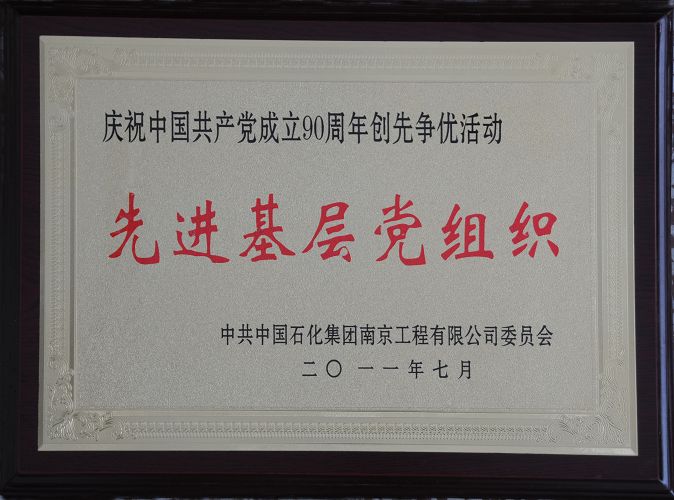 庆祝中国共产党成立90周年创先争优活动
先进基层党组织
中共中国石化集团南京工程有限公司委员会
二〇一一年七月